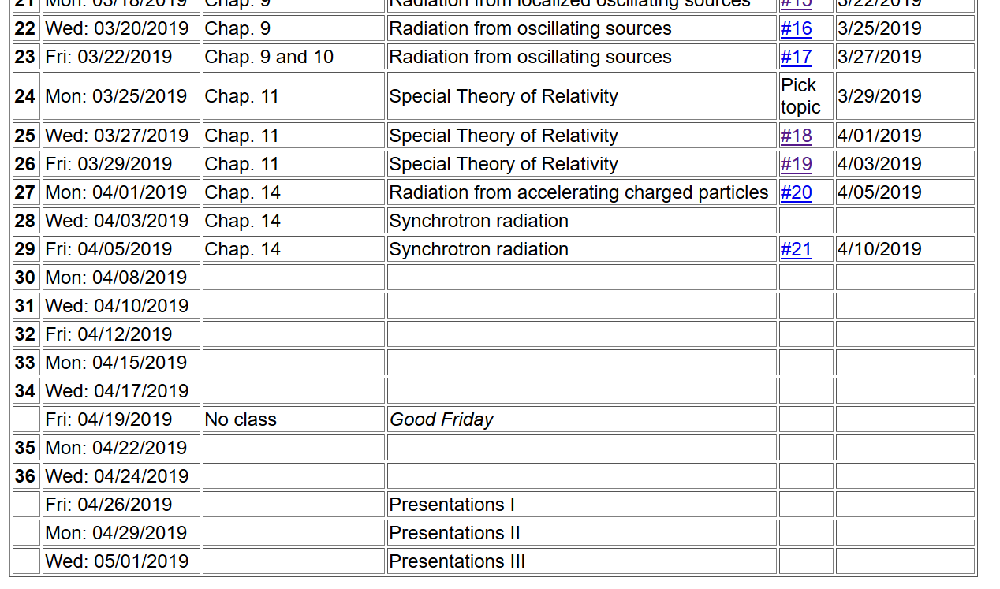 21 Mon: 03/18/2019 Chap. 9 Radiation from localized oscillating sources #15 3/22/2019
22 Wed: 03/20/2019 Chap. 9 Radiation from oscillating sources #16 3/25/2019
23 Fri: 03/22/2019 Chap. 9 and 10 Radiation from oscillating sources #17 3/27/2019
24 Mon: 03/25/2019 Chap. 11 Special Theory of Relativity Pick topic 3/29/2019
25 Wed: 03/27/2019 Chap. 11 Special Theory of Relativity #18 4/01/2019
26 Fri: 03/29/2019 Chap. 11 Special Theory of Relativity #19 4/03/2019
27 Mon: 04/01/2019 Chap. 14 Radiation from accelerating charged particles #20 4/05/2019
28 Wed: 04/03/2019 Chap. 14 Synchrotron radiation
29 Fri: 04/05/2019 Chap. 14 Synchrotron radiation #21 4/10/2019
30 Mon: 04/08/2019
31 Wed: 04/10/2019
32 Fri: 04/12/2019
33 Mon: 04/15/2019
34 Wed: 04/17/2019
Fri: 04/19/2019 No class Good Friday
35 Mon: 04/22/2019
36 Wed: 04/24/2019
Fri: 04/26/2019 Presentations I
Mon: 04/29/2019 Presentations II
Wed: 05/01/2019 Presentations III